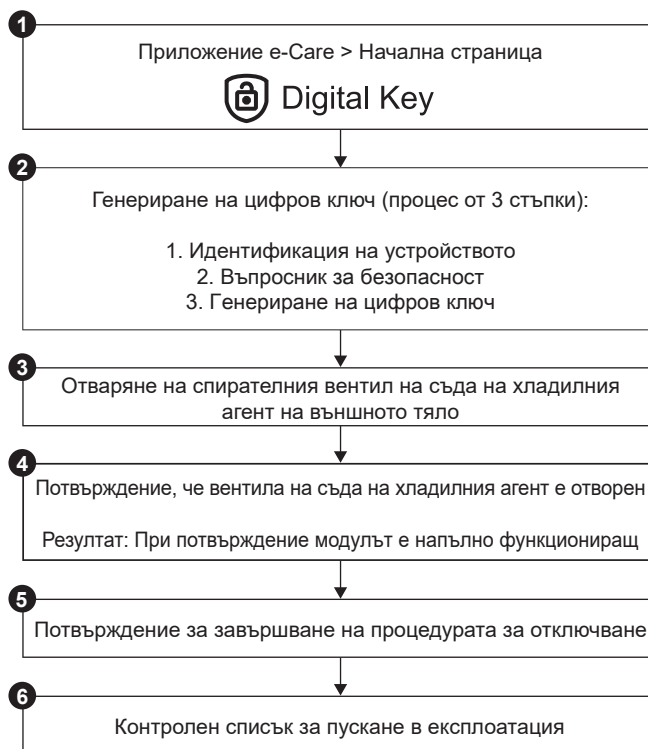 1
Приложение e-Care > Начална страница
Digital Key
2
Генериране на цифров ключ (процес от 3 стъпки):
1. Идентификация на устройството
2. Въпросник за безопасност
3. Генериране на цифров ключ
3
Отваряне на спирателния вентил на съда на хладилния
агент на външното тяло
4
Потвърждение, че вентила на съда на хладилния агент е отворен
Резултат: При потвърждение модулът е напълно функциониращ
5
Потвърждение за завършване на процедурата за отключване
6
Контролен списък за пускане в експлоатация